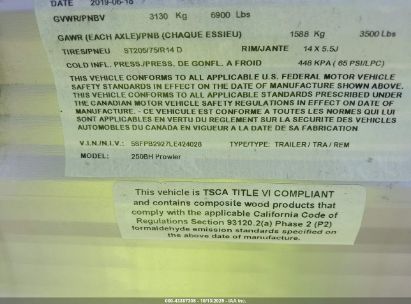 DATE 2019-06-18
GVWR/PNBV 3130 Kg 6900 Lbs
GAWR (EACH AXLE)/PNB (CHAQUE ESSIEU) 1588 Kg 3500 Lbs
TIRES/PNEU ST205/75/R14 D RIM/JANTE 14 X 5.5J
COLD INFL. PRESS./PRESS. DE GONFL. A FROID 448 KPA ( 65 PSI/LPC)
THIS VEHICLE CONFORMS TO ALL APPLICABLE U.S. FEDERAL MOTOR VEHICLE
SAFETY STANDARDS IN EFFECT ON THE DATE OF MANUFACTURE SHOWN ABOVE.
THIS VEHICLE CONFORMS TO ALL APPLICABLE STANDARDS PRESCRIBED UNDER
THE CANADIAN MOTOR VEHICLE SAFETY REGULATIONS IN EFFECT ON DATE OF
MANUFACTURE. - CE VEHICULE EST CONFORME A TOUTES LES NORMES QUI LUI
SONT APPLICABLES EN VERTU DU REGLEMENT SUR LA SECURITE DES VEHICLES
AUTOMOBILES DU CANADA EN VIGUEUR A LA DATE DE SA FABRICATION
V.I.N./N.I.V.: 5SFPB2927LE424028 TYPE/TYPE: TRAILER / TRA / REM
MODEL: 250BH Prowler
This vehicle is TSCA TITLE VI COMPLIANT
and contains composite wood products that
comply with the applicable California Code of
Regulations Section 93120.2(a) Phase 2 (P2)
formaldehyde emission standards specified on
the above date of manufacture.